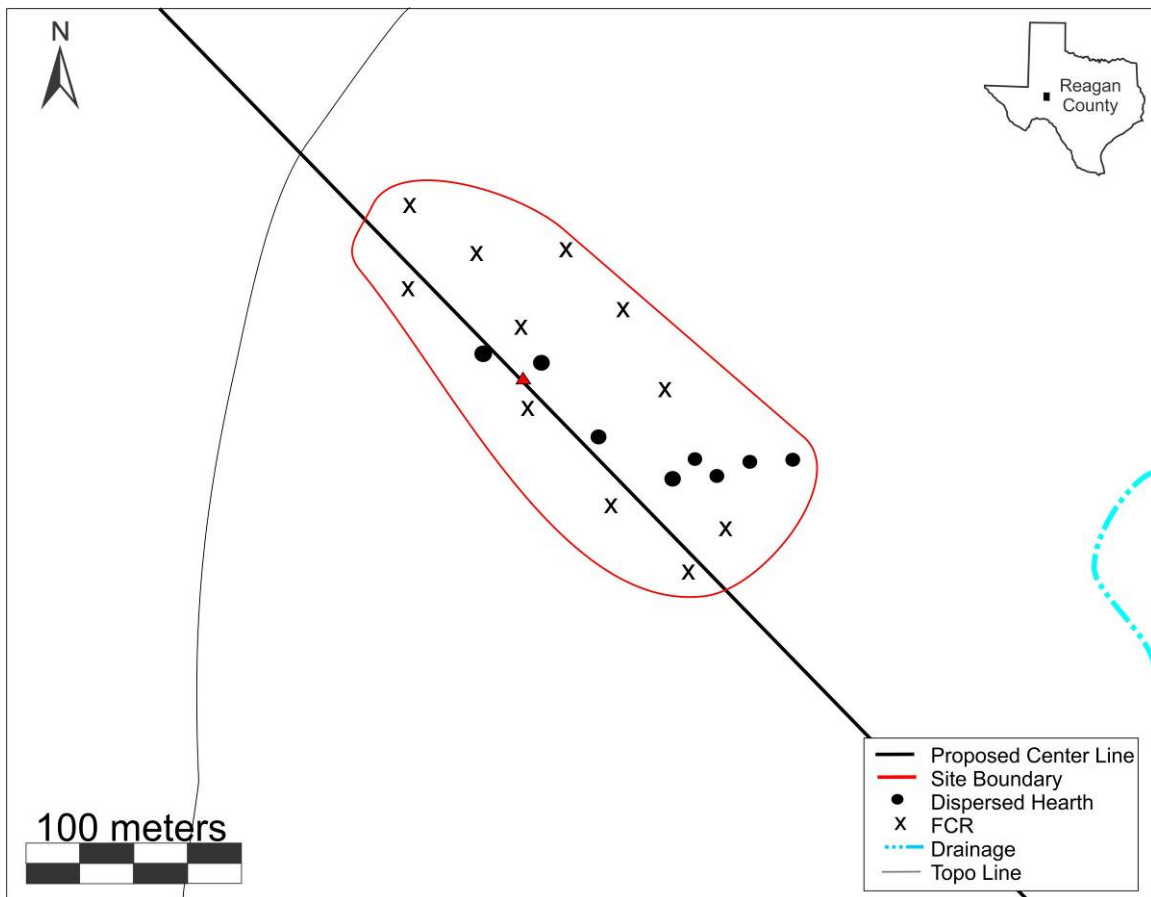 N
Reagan
County
X
X
X
X
X
X
X
X
X
X
X
100 meters
Proposed Center Line
Site Boundary
Dispersed Hearth
X FCR
Drainage
Topo Line